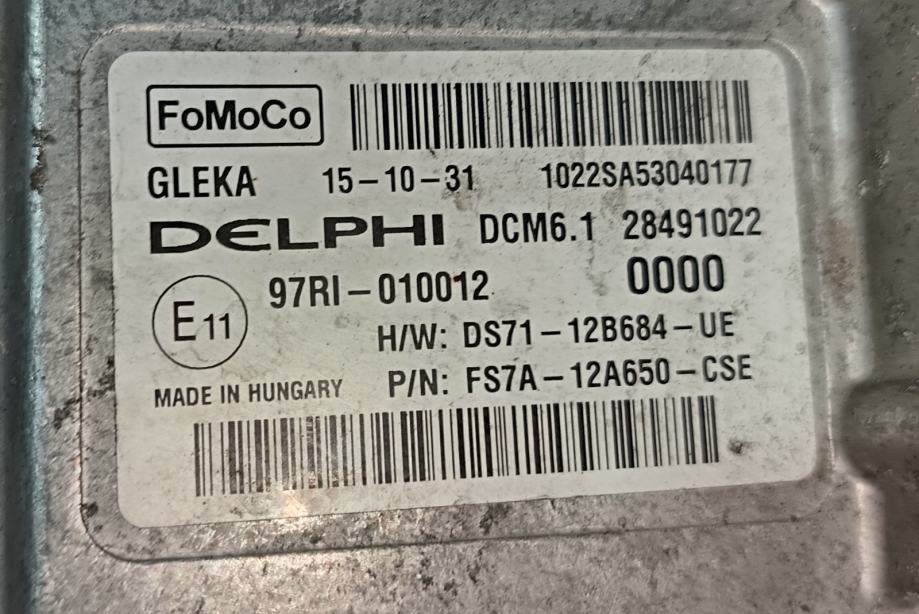 FoMoCo
GLEKA 15-10-31 1022SA53040177
DELPHI DCM6.1 28491022
E11 97RI-010012 0000
H/W: DS71-12B684-UE
MADE IN HUNGARY P/N: FS7A-12A650-CSE